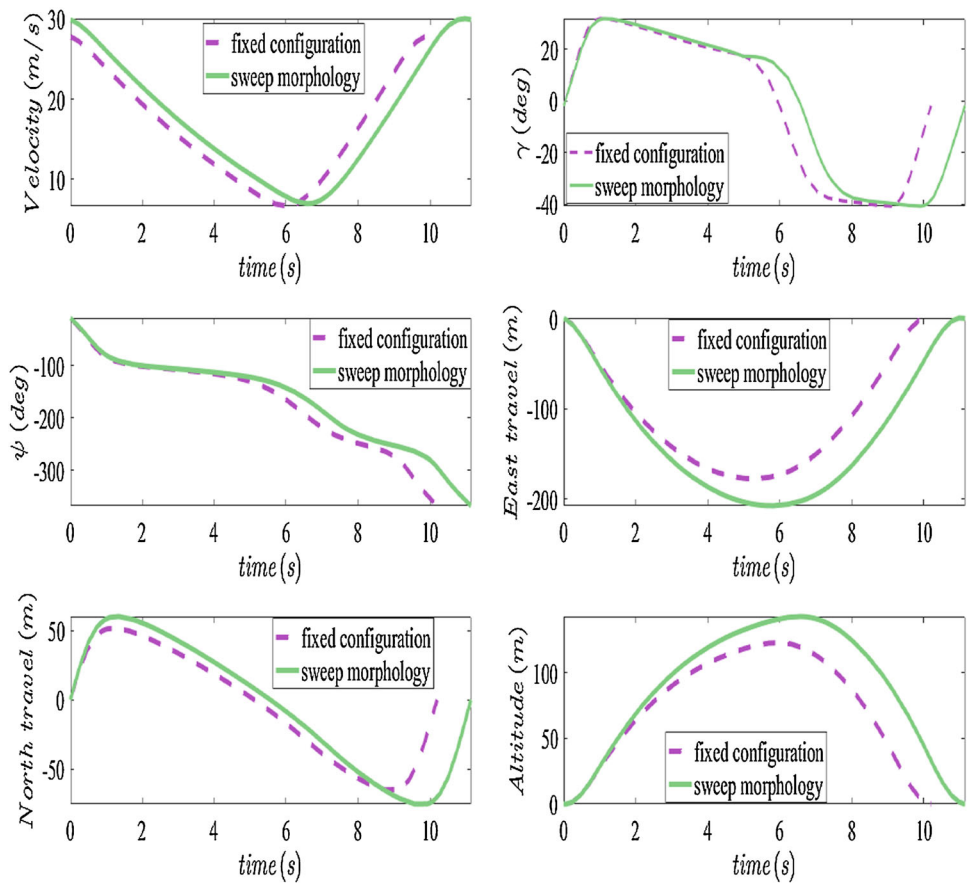 Velocity (m/s)
30
20
10
fixed configuration
sweep morphology
0 2 4 6 8 10
time (s)
γ (deg)
20
0
-20
-40
fixed configuration
sweep morphology
0 2 4 6 8 10
time (s)
ψ (deg)
-100
-200
-300
fixed configuration
sweep morphology
0 2 4 6 8 10
time (s)
East travel (m)
0
-100
-200
fixed configuration
sweep morphology
0 2 4 6 8 10
time (s)
North travel (m)
50
0
-50
fixed configuration
sweep morphology
0 2 4 6 8 10
time (s)
Altitude (m)
100
50
0
fixed configuration
sweep morphology
0 2 4 6 8 10
time (s)